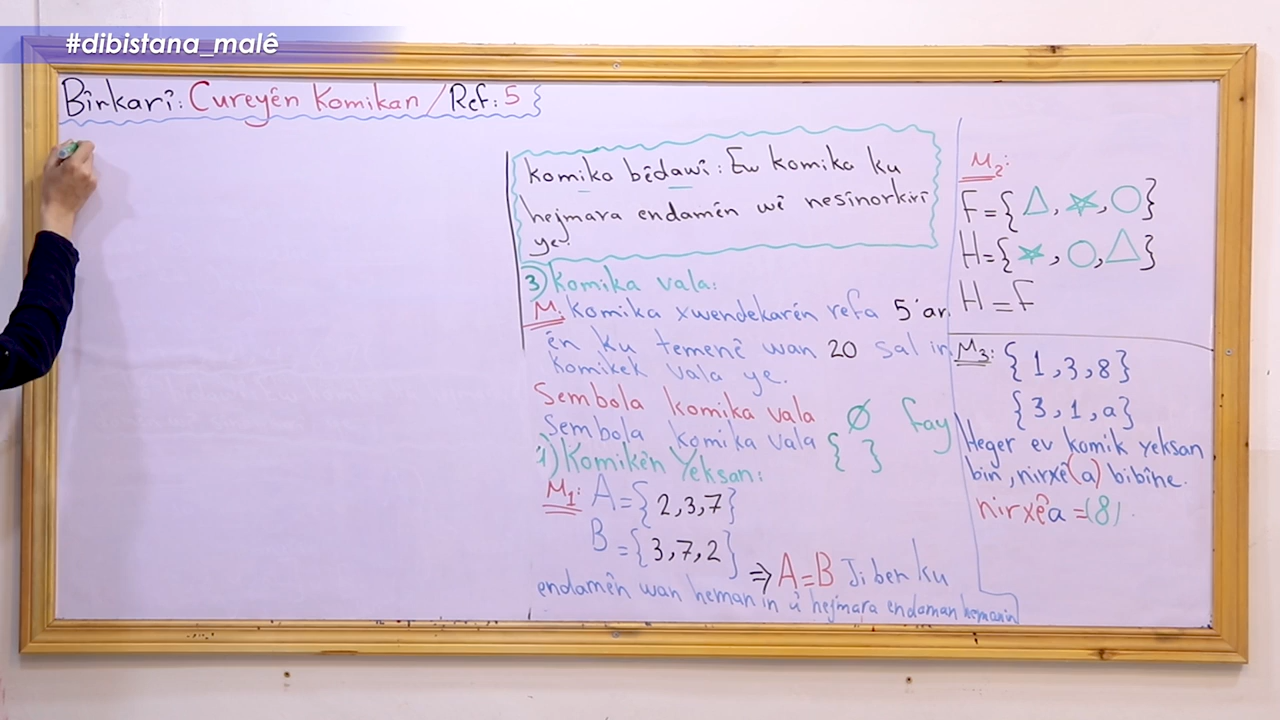 #dibistana_malê
Bîrkarî: Cureyên Komikan / Ref: 5
Komika bêdawî: Ew komika ku
hejmara endamên wê nesînorkirî
ye.
3) Komika vala:
M: Komika xwendekarên refa 5'an
ên ku temenê wan 20 sal in
Komikek vala ye.
Sembola komika vala Ø fay
Sembola komika vala { }
4) Komikên Yeksan:
M1: A = {2,3,7}
B = {3,7,2}
⇒ A=B Ji ber ku
endamên wan heman in û hejmara endaman heman in
M2:
F = {△, ☆, ○}
H = {☆, ○, △}
H = F
M3: {1,3,8}
{3,1,a}
Heger ev komik yeksan
bin, nirxê (a) bibîne.
nirxê a = (8)